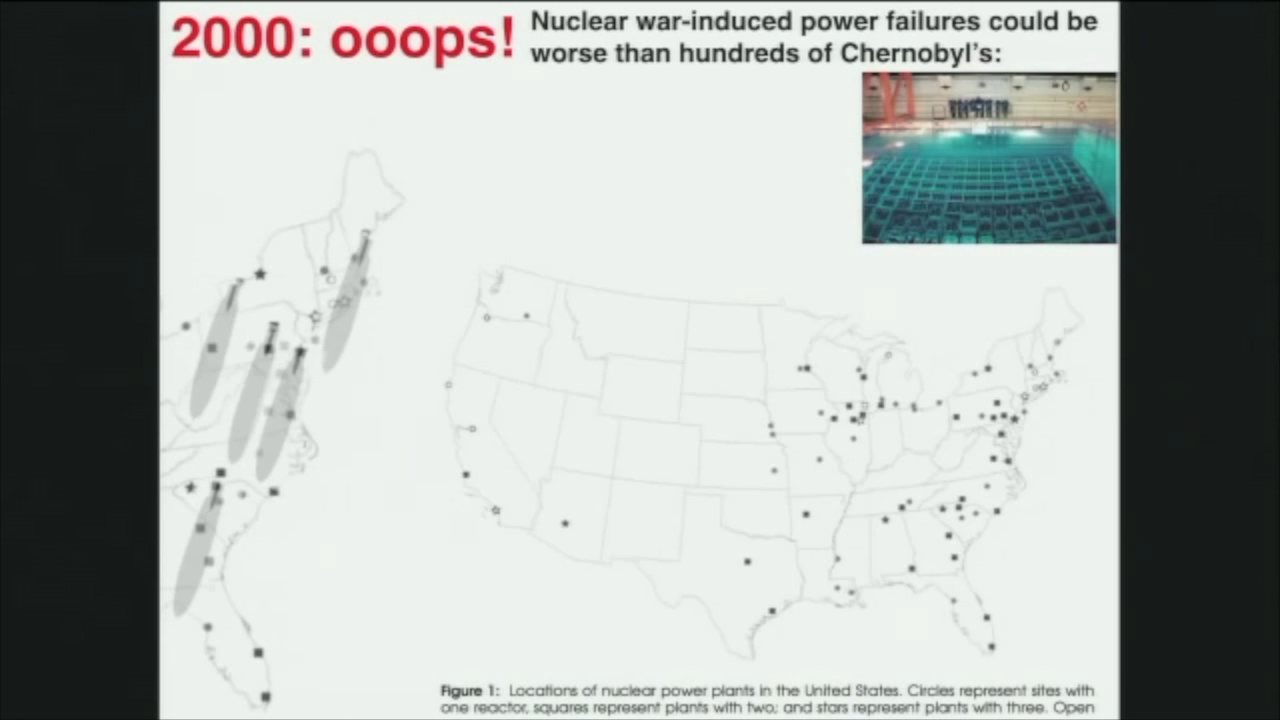 2000: ooops!
Nuclear war-induced power failures could be
worse than hundreds of Chernobyl's:
Figure 1: Locations of nuclear power plants in the United States. Circles represent sites with
one reactor, squares represent plants with two; and stars represent plants with three. Open